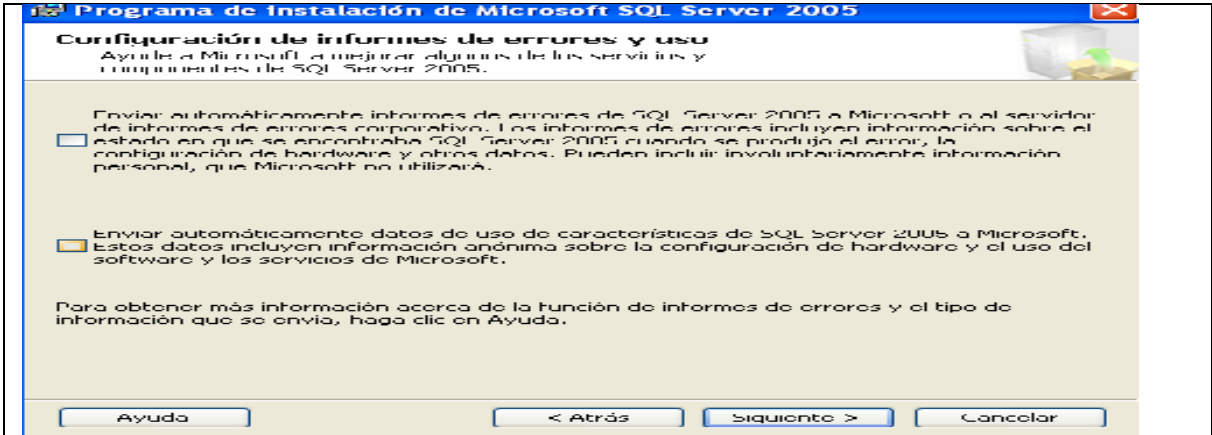 Programa de instalación de Microsoft SQL Server 2005
Configuración de informes de errores y uso
Ayude a Microsoft a mejorar algunos de los servicios y
componentes de SQL Server 2005.
Enviar automáticamente informes de errores de SQL Server 2005 a Microsoft o al servidor
de informes de errores corporativo. Los informes de errores incluyen información sobre el
estado en que se encontraba SQL Server 2005 cuando se produjo el error, la
configuración de hardware y otros datos. Pueden incluir involuntariamente información
personal, que Microsoft no utilizará.
Enviar automáticamente datos de uso de características de SQL Server 2005 a Microsoft.
Estos datos incluyen información anónima sobre la configuración de hardware y el uso del
software y los servicios de Microsoft.
Para obtener más información acerca de la función de informes de errores y el tipo de
información que se envía, haga clic en Ayuda.
Ayuda
< Atrás
Siguiente >
Cancelar